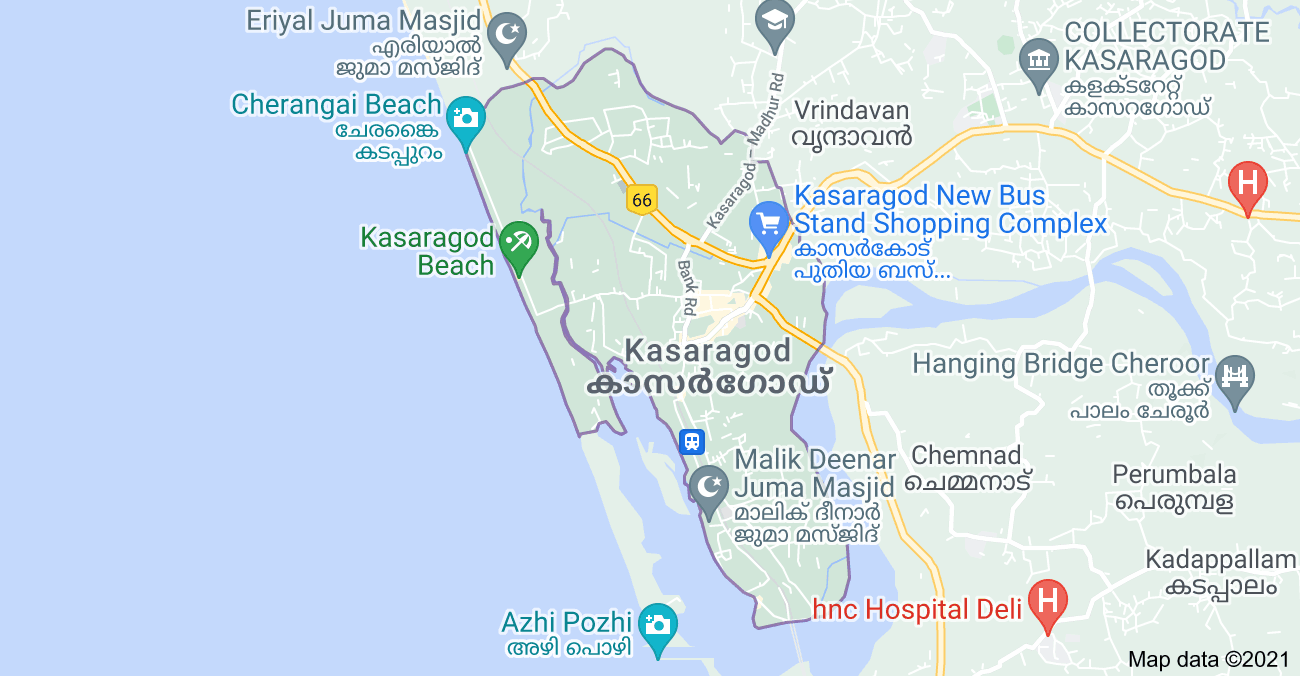 Eriyal Juma Masjid
എരിയാൽ
ജുമാ മസ്ജിദ്
COLLECTORATE
KASARAGOD
കളക്ടറേറ്റ്
കാസറഗോഡ്
Cherangai Beach
ചേരങ്കൈ
കടപ്പുറം
Vrindavan
വൃന്ദാവൻ
Kasaragod – Madhur Rd
66
H
Kasaragod New Bus
Stand Shopping Complex
കാസർകോട്
പുതിയ ബസ്...
Kasaragod
Beach
Bank Rd
Kasaragod
കാസർഗോഡ്
Hanging Bridge Cheroor
തൂക്ക്
പാലം ചേരൂർ
Malik Deenar
Juma Masjid
മാലിക് ദീനാർ
ജുമാ മസ്ജിദ്
Chemnad
ചെമ്മനാട്
Perumbala
പെരുമ്പള
Kadappallam
കടപ്പാലം
hnc Hospital Deli
H
Azhi Pozhi
അഴി പൊഴി
Map data ©2021